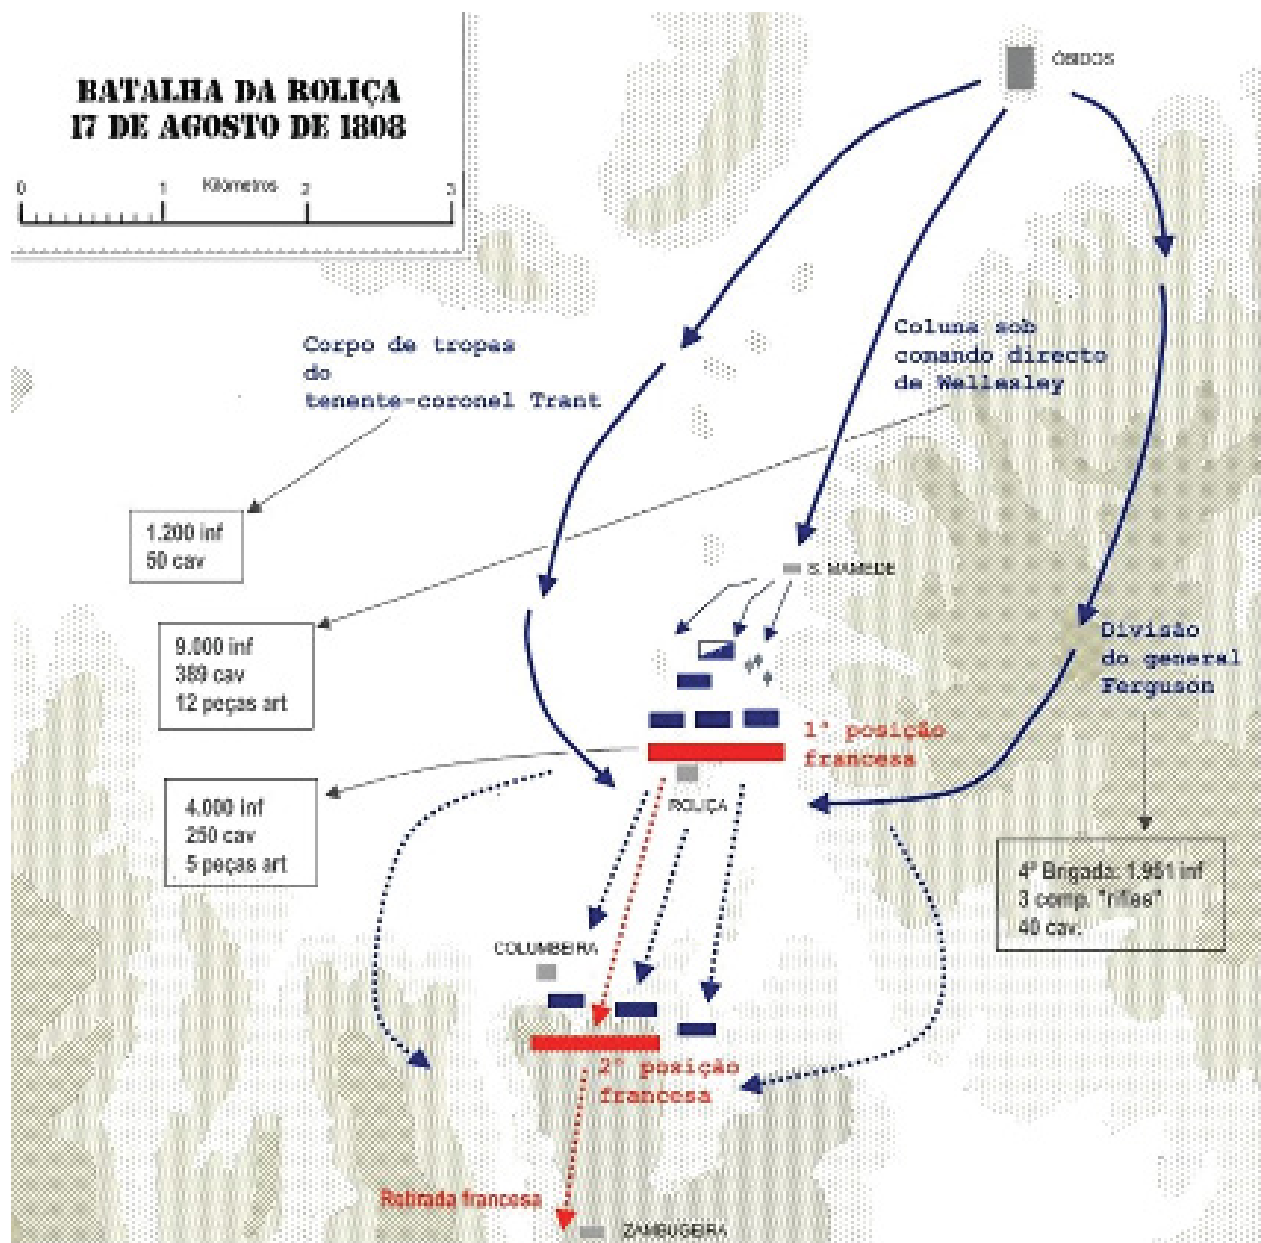 BATALHA DA ROLIÇA
17 DE AGOSTO DE 1808
0 1 Kilómetros 2 3
ÓBIDOS
Corpo de tropas
do
tenente-coronel Trant
Coluna sob
comando directo
de Wellesley
1.200 inf
50 cav
S. MAMEDE
9.000 inf
389 cav
12 peças art
Divisão
do general
Ferguson
1ª posição
francesa
4.000 inf
250 cav
5 peças art
ROLIÇA
4ª Brigada. 1.951 inf
3 comp. "rifles"
40 cav.
COLUMBEIRA
2ª posição
francesa
Retirada francesa
ZAMBUGEIRA